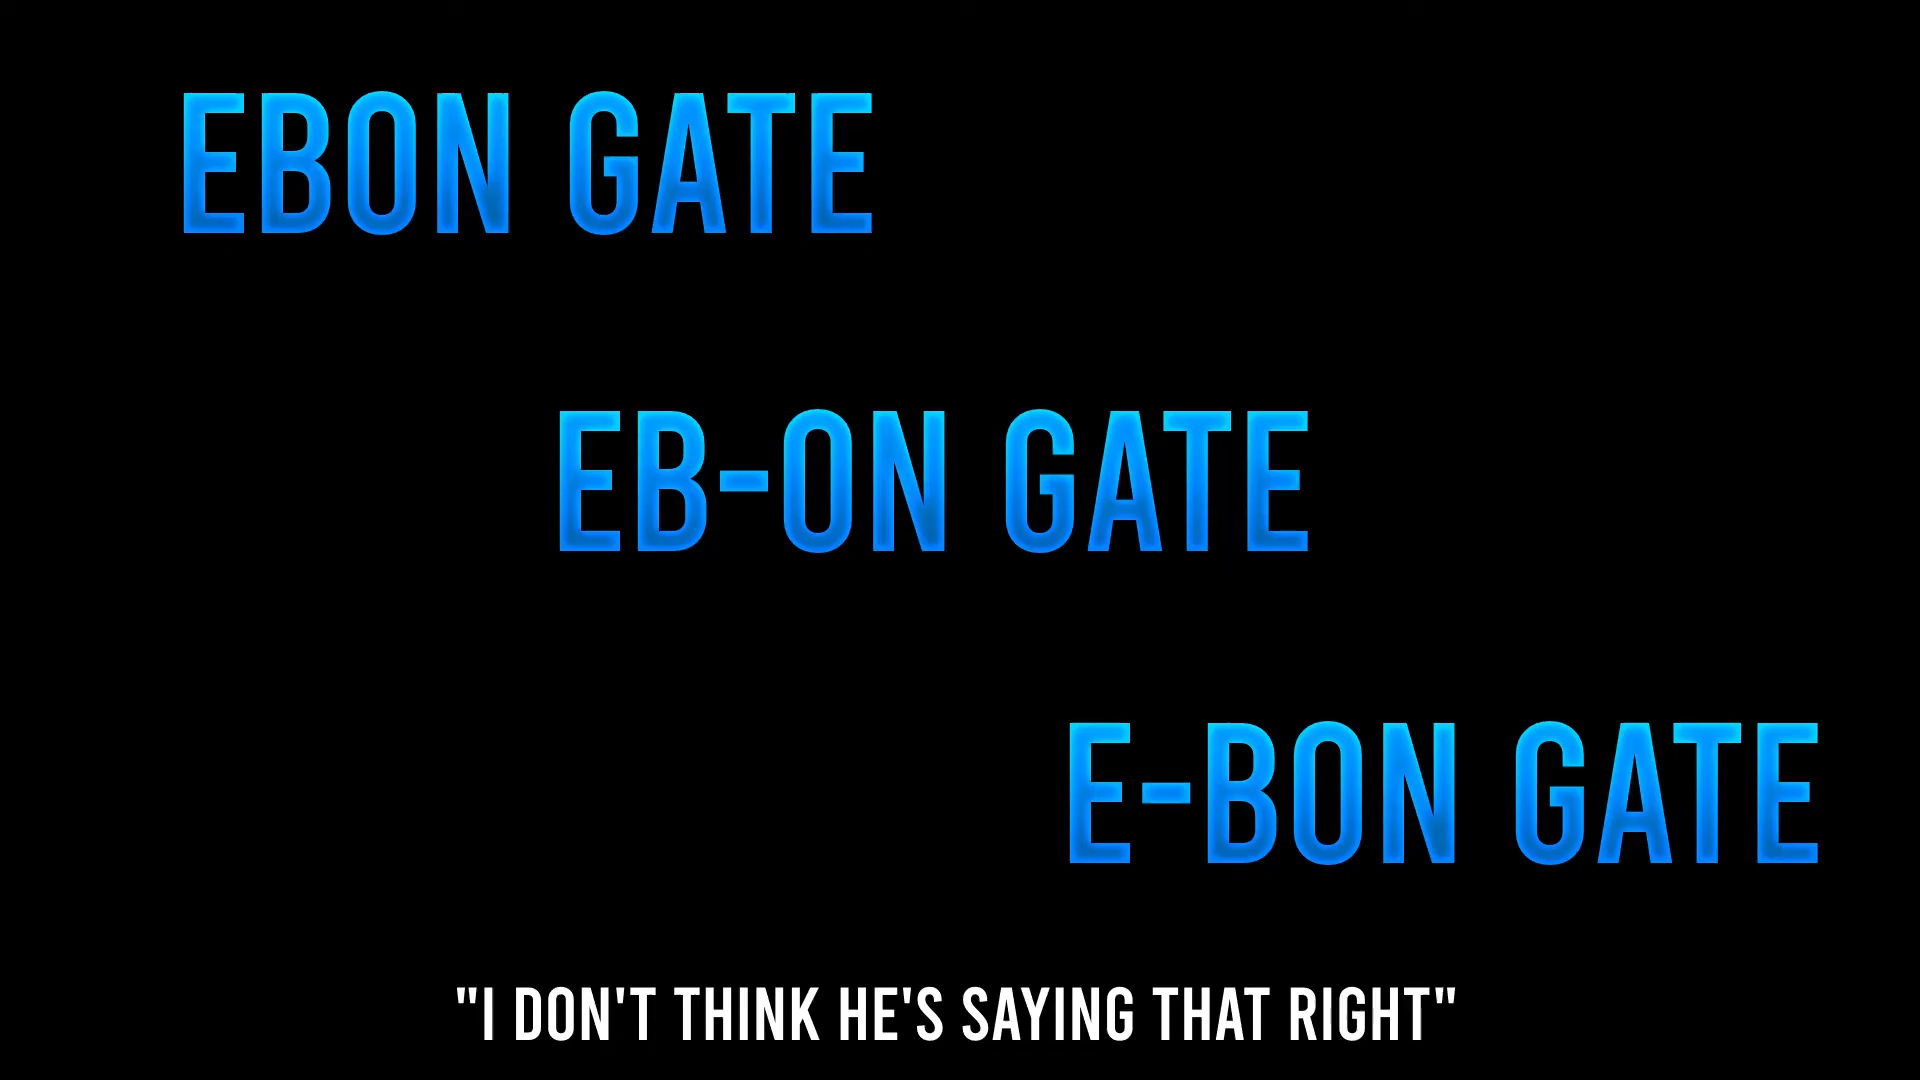 EBON GATE
EB-ON GATE
E-BON GATE
"I DON'T THINK HE'S SAYING THAT RIGHT"